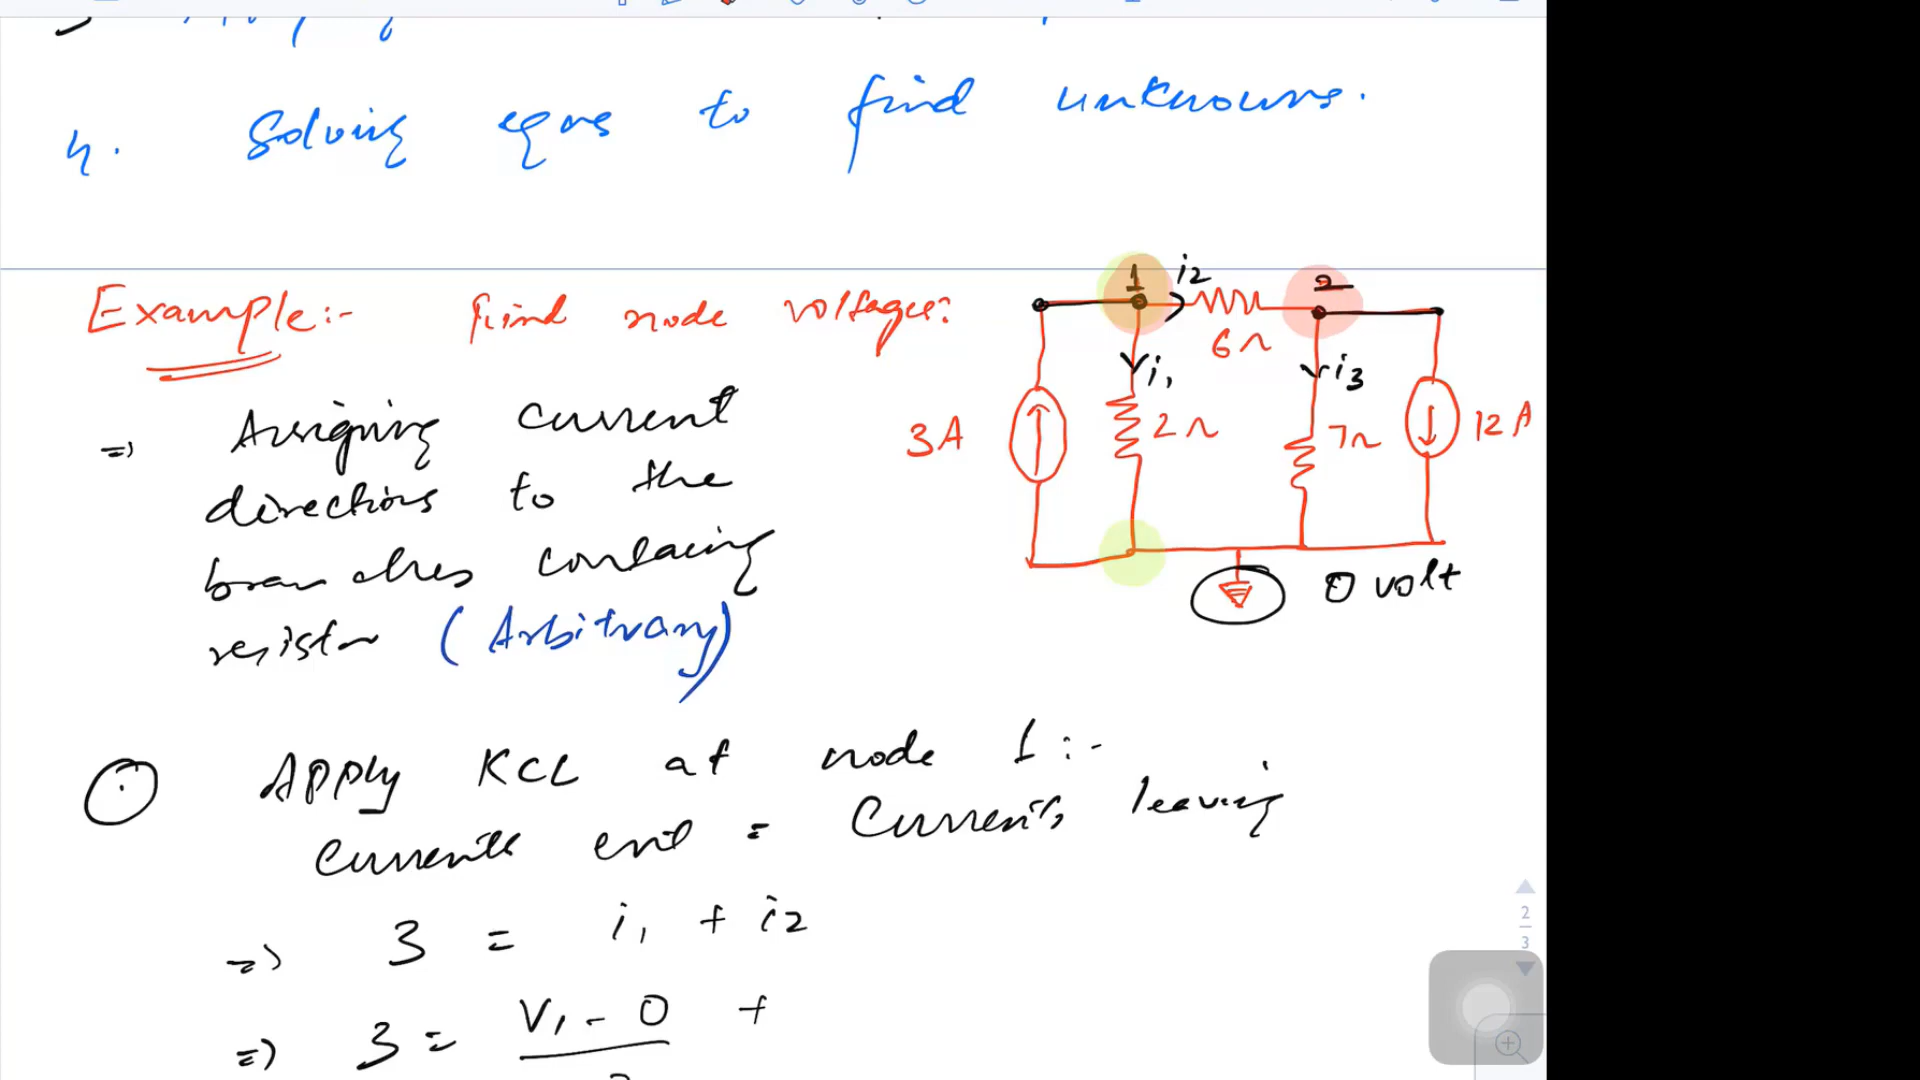 4. Solving eqns to find unknowns.
Example:- Find node voltages:
=> Assigning current
directions to the
branches containing
resistor (Arbitrary)
1 i2 2
6Ω
i1 i3
3A 2Ω 7Ω 12A
0 volt
Apply KCL at node 1:-
Currents ent = Currents leaving
=> 3 = i1 + i2
=> 3 = V1 - 0 +
2
3